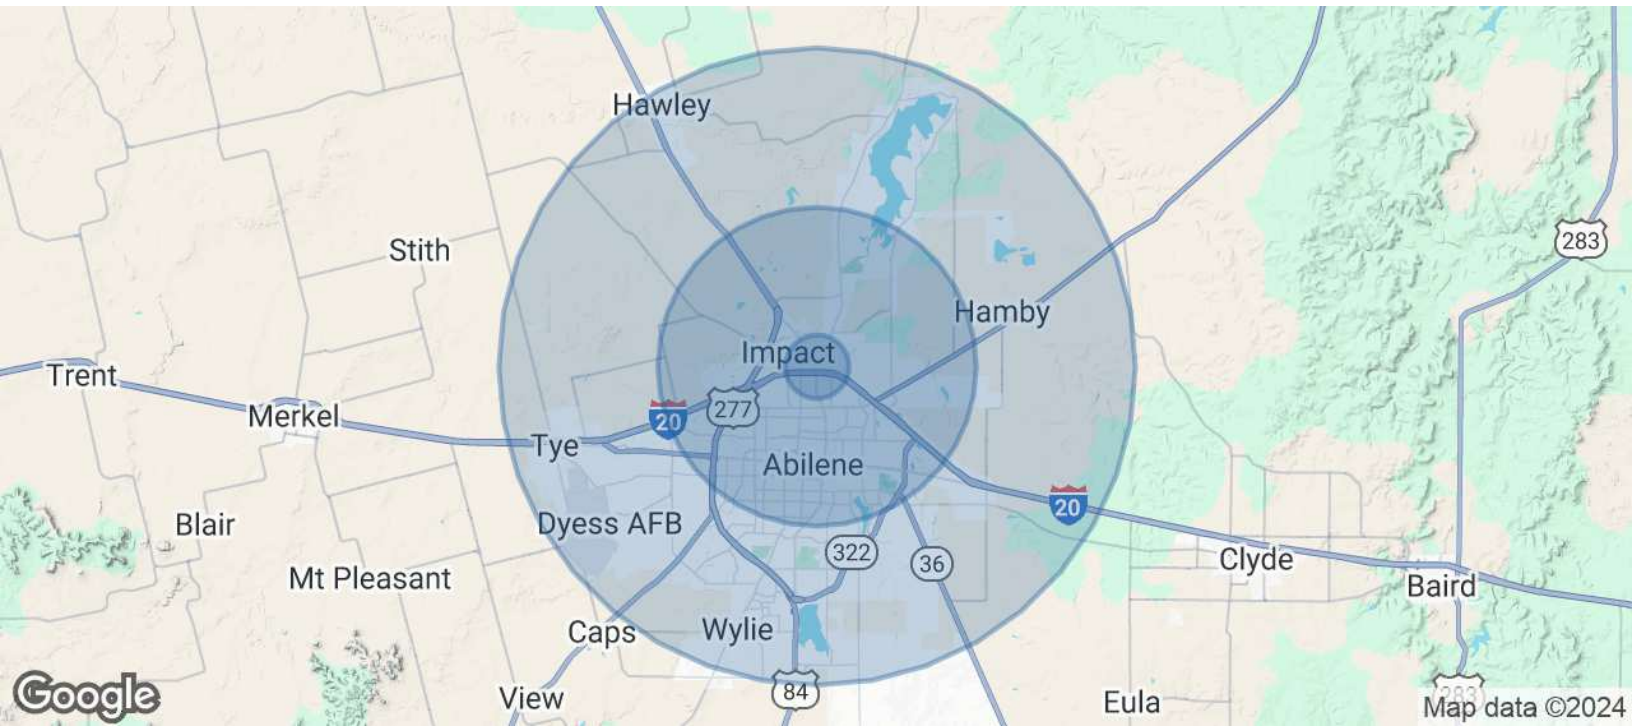 Hawley
Stith
283
Hamby
Impact
Trent
277
Merkel
20
Tye
Abilene
20
Blair
Dyess AFB
322
36
Clyde
Mt Pleasant
Baird
Caps
Wylie
Google
View
84
Eula
283
Map data ©2024